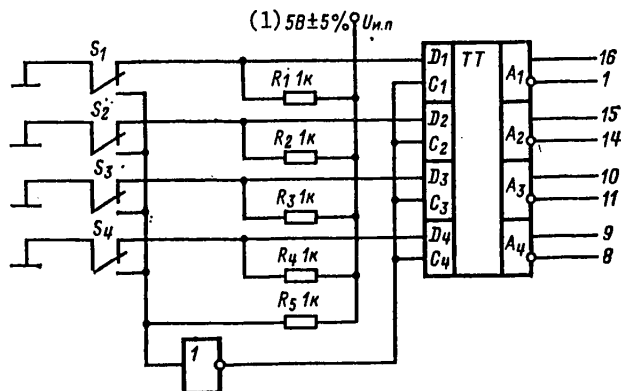 (1) 5В±5% Uи.п
S1
R1 1к
S2
R2 1к
S3
R3 1к
S4
R4 1к
R5 1к
1
D1 TT A1 16
C1 1
D2 A2 15
C2 14
D3 A3 10
C3 11
D4 A4 9
C4 8